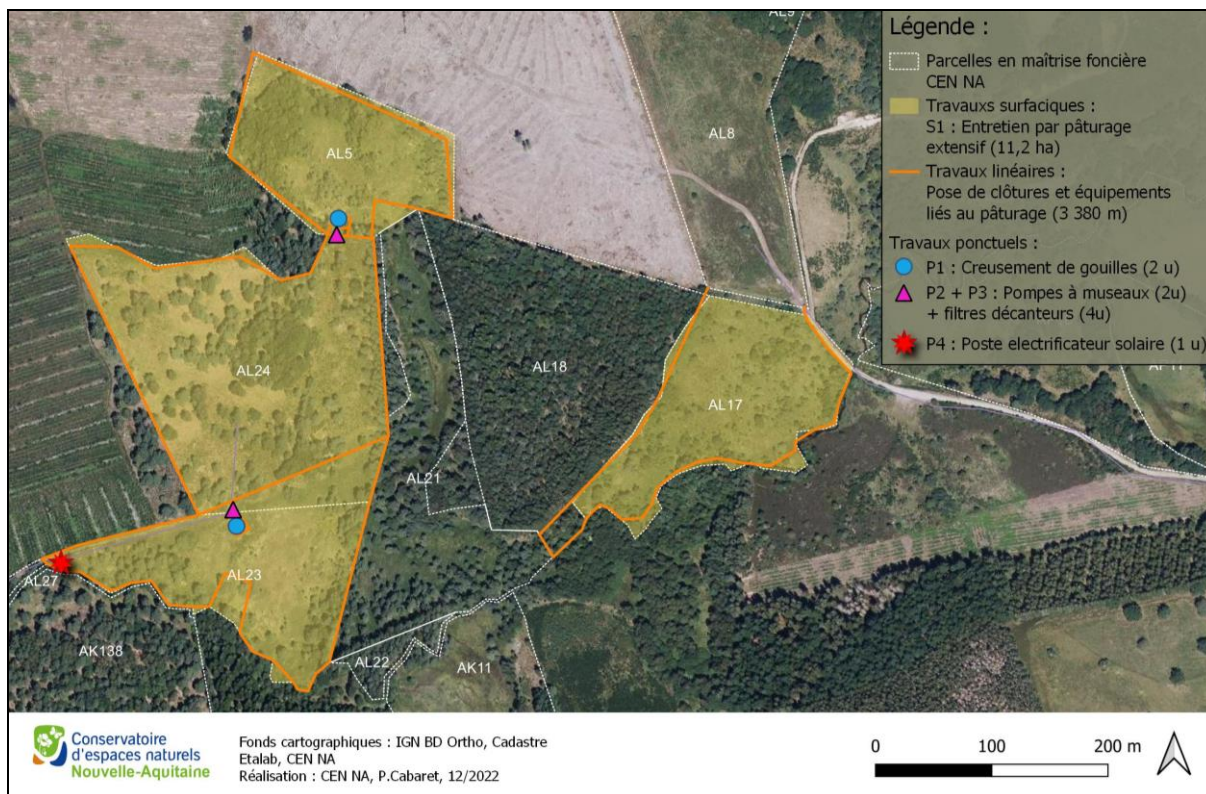 AL9
Légende :
Parcelles en maîtrise foncière
CEN NA
Travauxs surfaciques :
S1 : Entretien par pâturage
extensif (11,2 ha)
Travaux linéaires :
Pose de clôtures et équipements
liés au pâturage (3 380 m)
Travaux ponctuels :
P1 : Creusement de gouilles (2 u)
P2 + P3 : Pompes à museaux (2u)
+ filtres décanteurs (4u)
P4 : Poste electrificateur solaire (1 u)
AL8
AL5
AL24
AL18
AL17
AL21
AL27
AL23
AK138
AL22
AK11
Conservatoire
d'espaces naturels
Nouvelle-Aquitaine
Fonds cartographiques : IGN BD Ortho, Cadastre
Etalab, CEN NA
Réalisation : CEN NA, P.Cabaret, 12/2022
0 100 200 m